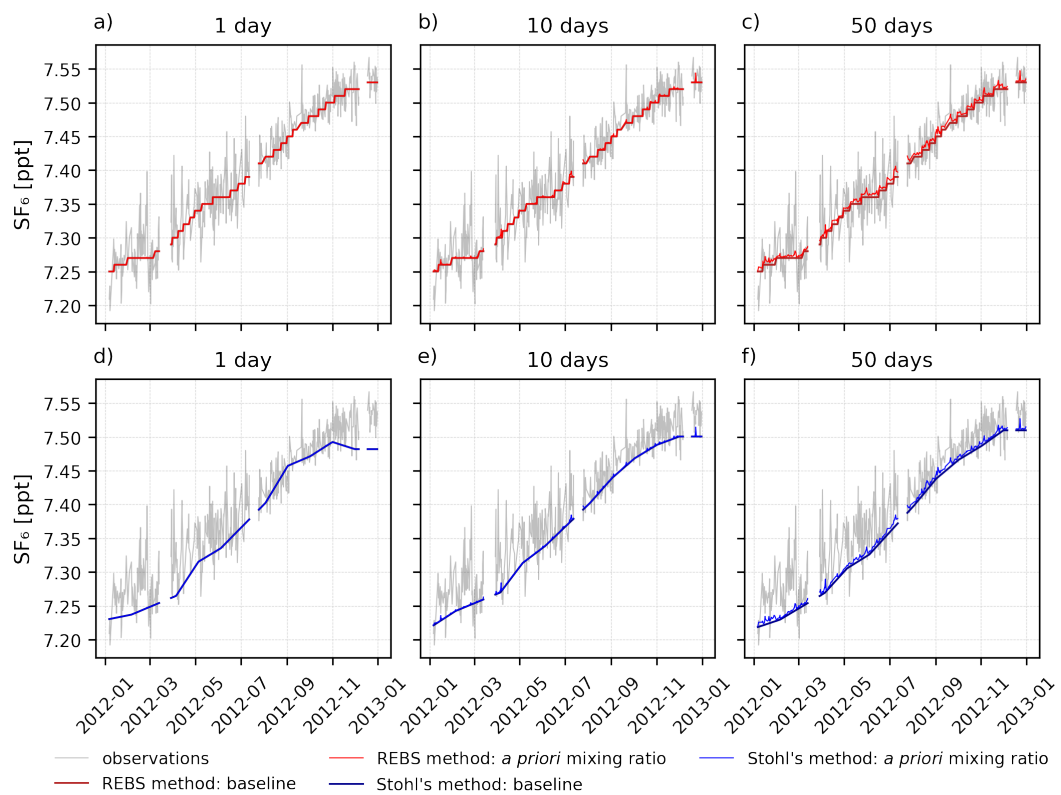 a) 1 day b) 10 days c) 50 days
SF₆ [ppt]
7.55
7.50
7.45
7.40
7.35
7.30
7.25
7.20
d) 1 day e) 10 days f) 50 days
SF₆ [ppt]
7.55
7.50
7.45
7.40
7.35
7.30
7.25
7.20
2012-01 2012-03 2012-05 2012-07 2012-09 2012-11 2013-01 2012-01 2012-03 2012-05 2012-07 2012-09 2012-11 2013-01 2012-01 2012-03 2012-05 2012-07 2012-09 2012-11 2013-01
observations REBS method: a priori mixing ratio Stohl's method: a priori mixing ratio
REBS method: baseline Stohl's method: baseline